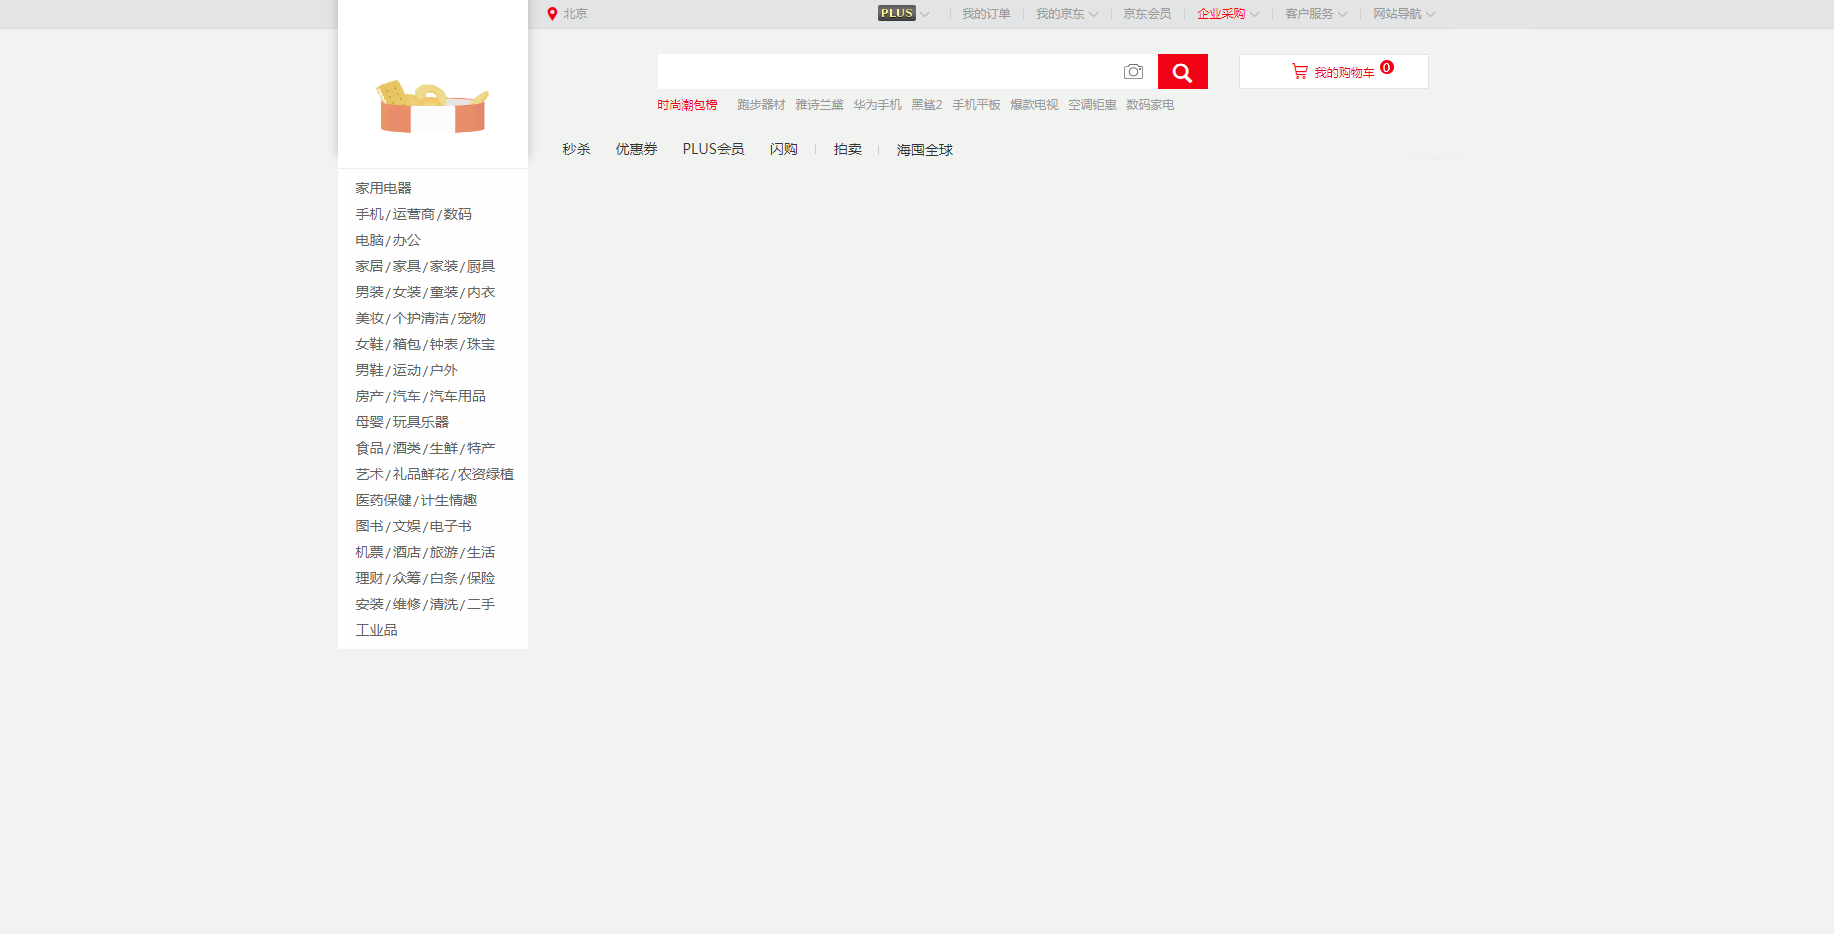 北京 PLUS 我的订单 我的京东 京东会员 企业采购 客户服务 网站导航
我的购物车 0
时尚潮包榜 跑步器材 雅诗兰黛 华为手机 黑鲨2 手机平板 爆款电视 空调钜惠 数码家电
秒杀 优惠券 PLUS会员 闪购 拍卖 海囤全球
家用电器
手机/运营商/数码
电脑/办公
家居/家具/家装/厨具
男装/女装/童装/内衣
美妆/个护清洁/宠物
女鞋/箱包/钟表/珠宝
男鞋/运动/户外
房产/汽车/汽车用品
母婴/玩具乐器
食品/酒类/生鲜/特产
艺术/礼品鲜花/农资绿植
医药保健/计生情趣
图书/文娱/电子书
机票/酒店/旅游/生活
理财/众筹/白条/保险
安装/维修/清洗/二手
工业品